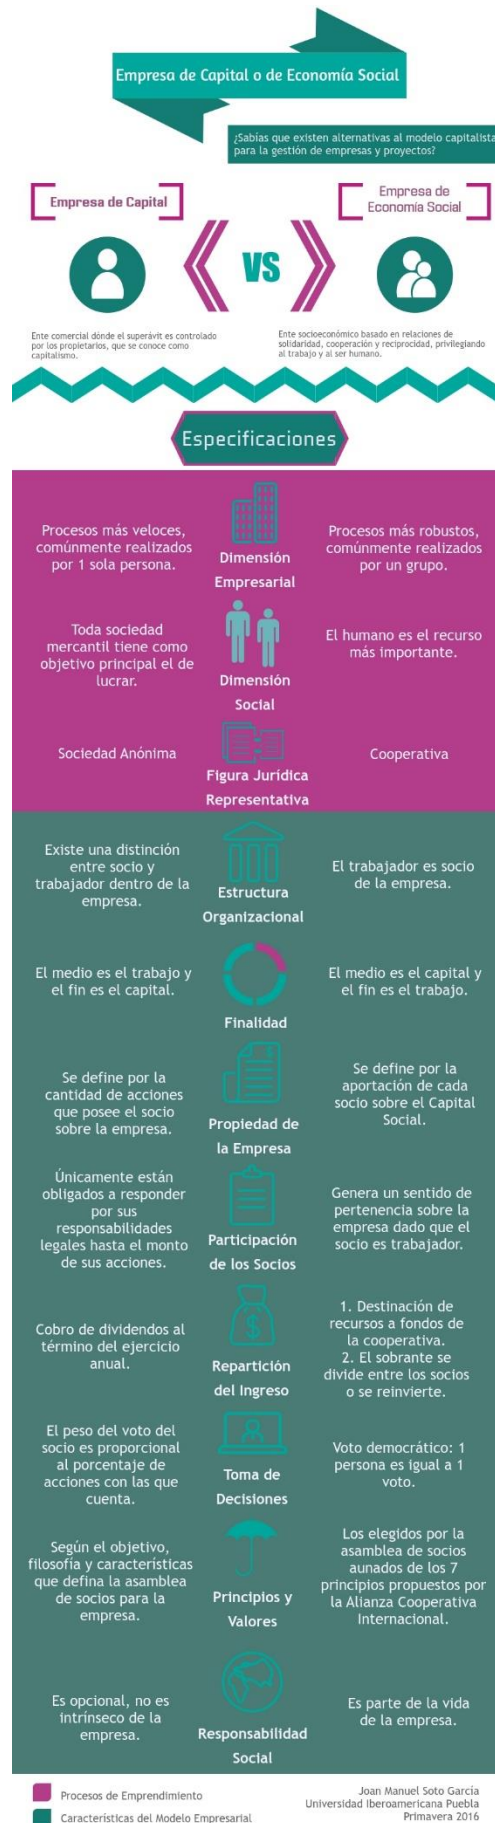 Empresa de Capital o de Economía Social
¿Sabías que existen alternativas al modelo capitalista
para la gestión de empresas y proyectos?
Empresa de Capital
VS
Empresa de
Economía Social
Ente comercial dónde el superávit es controlado
por los propietarios, que se conoce como
capitalismo.
Ente socioeconómico basado en relaciones de
solidaridad, cooperación y reciprocidad, privilegiando
al trabajo y al ser humano.
Especificaciones
Procesos más veloces,
comúnmente realizados
por 1 sola persona.
Dimensión
Empresarial
Procesos más robustos,
comúnmente realizados
por un grupo.
Toda sociedad
mercantil tiene como
objetivo principal el de
lucrar.
Dimensión
Social
El humano es el recurso
más importante.
Sociedad Anónima
Figura Jurídica
Representativa
Cooperativa
Existe una distinción
entre socio y
trabajador dentro de la
empresa.
Estructura
Organizacional
El trabajador es socio
de la empresa.
El medio es el trabajo y
el fin es el capital.
Finalidad
El medio es el capital y
el fin es el trabajo.
Se define por la
cantidad de acciones
que posee el socio
sobre la empresa.
Propiedad de
la Empresa
Se define por la
aportación de cada
socio sobre el Capital
Social.
Únicamente están
obligados a responder
por sus
responsabilidades
legales hasta el monto
de sus acciones.
Participación
de los Socios
Genera un sentido de
pertenencia sobre la
empresa dado que el
socio es trabajador.
Cobro de dividendos al
término del ejercicio
anual.
$
Repartición
del Ingreso
1. Destinación de
recursos a fondos de
la cooperativa.
2. El sobrante se
divide entre los socios
o se reinvierte.
El peso del voto del
socio es proporcional
al porcentaje de
acciones con las que
cuenta.
Toma de
Decisiones
Voto democrático: 1
persona es igual a 1
voto.
Según el objetivo,
filosofía y características
que defina la asamblea
de socios para la
empresa.
Principios y
Valores
Los elegidos por la
asamblea de socios
aunados de los 7
principios propuestos por
la Alianza Cooperativa
Internacional.
Es opcional, no es
intrínseco de la
empresa.
Responsabilidad
Social
Es parte de la vida
de la empresa.
Procesos de Emprendimiento
Características del Modelo Empresarial
Joan Manuel Soto García
Universidad Iberoamericana Puebla
Primavera 2016